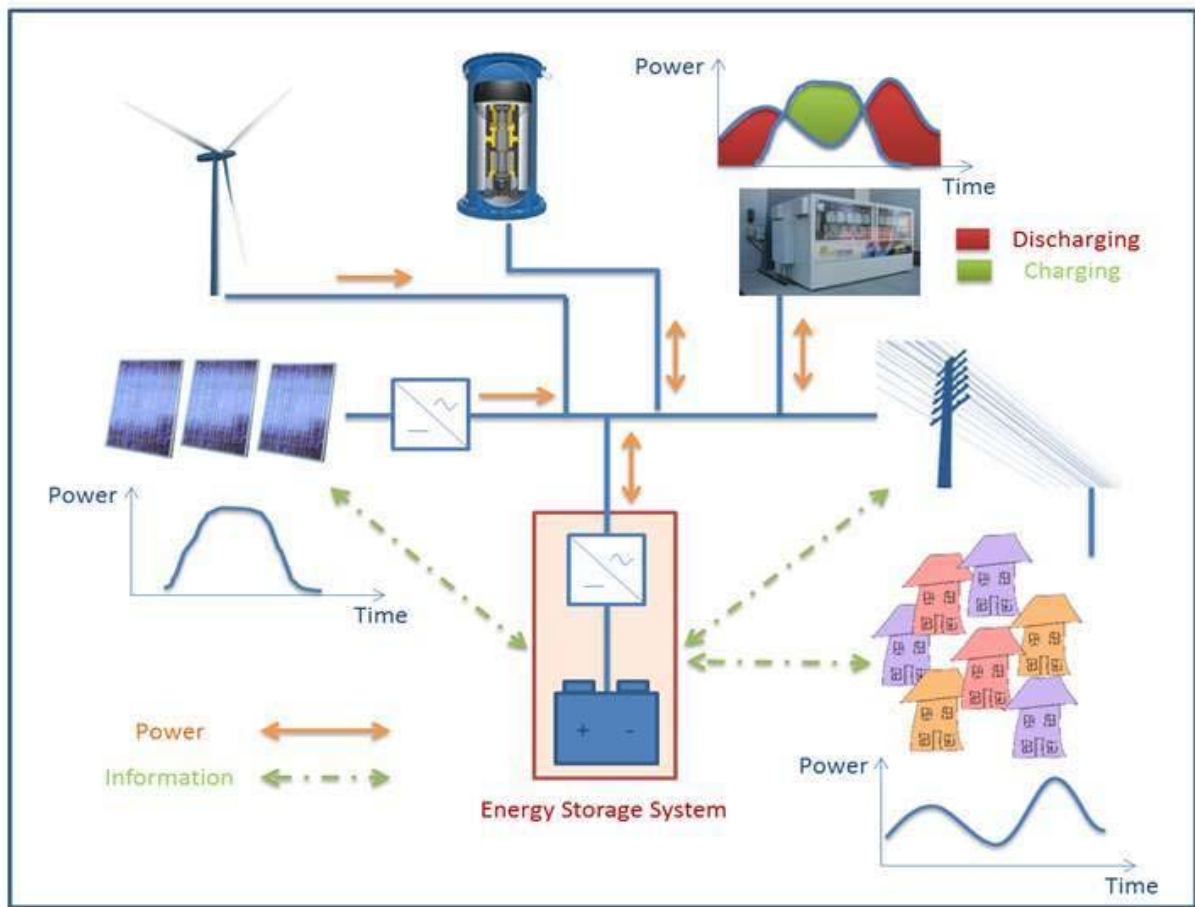 Power
Time
Discharging
Charging
Power
Time
+ -
Power
Information
Energy Storage System
Power
Time